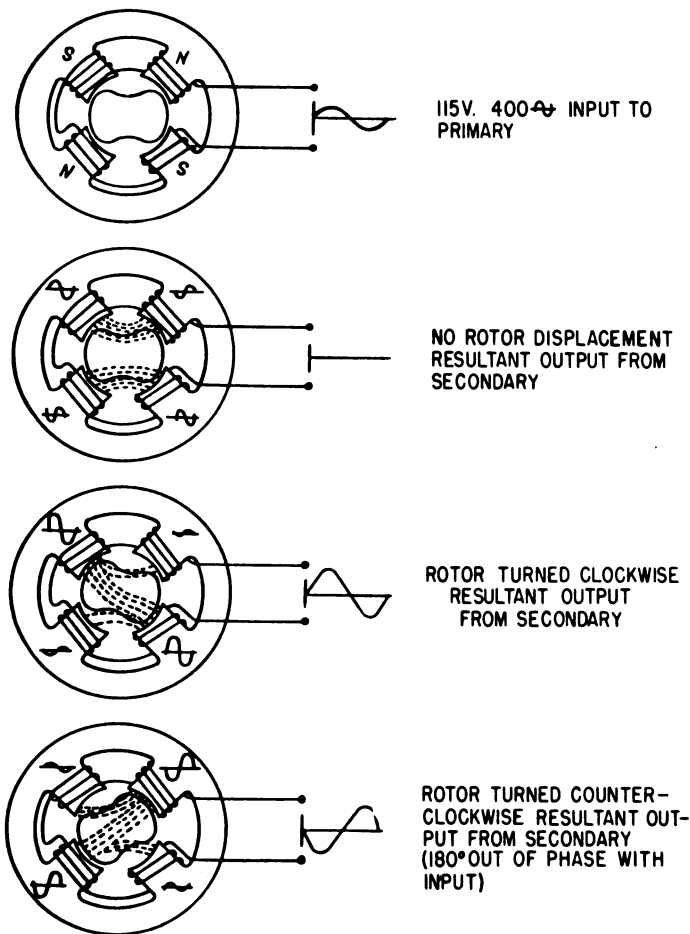 S N
N S
115V. 400~ INPUT TO
PRIMARY
NO ROTOR DISPLACEMENT
RESULTANT OUTPUT FROM
SECONDARY
ROTOR TURNED CLOCKWISE
RESULTANT OUTPUT
FROM SECONDARY
ROTOR TURNED COUNTER-
CLOCKWISE RESULTANT OUT-
PUT FROM SECONDARY
(180° OUT OF PHASE WITH
INPUT)